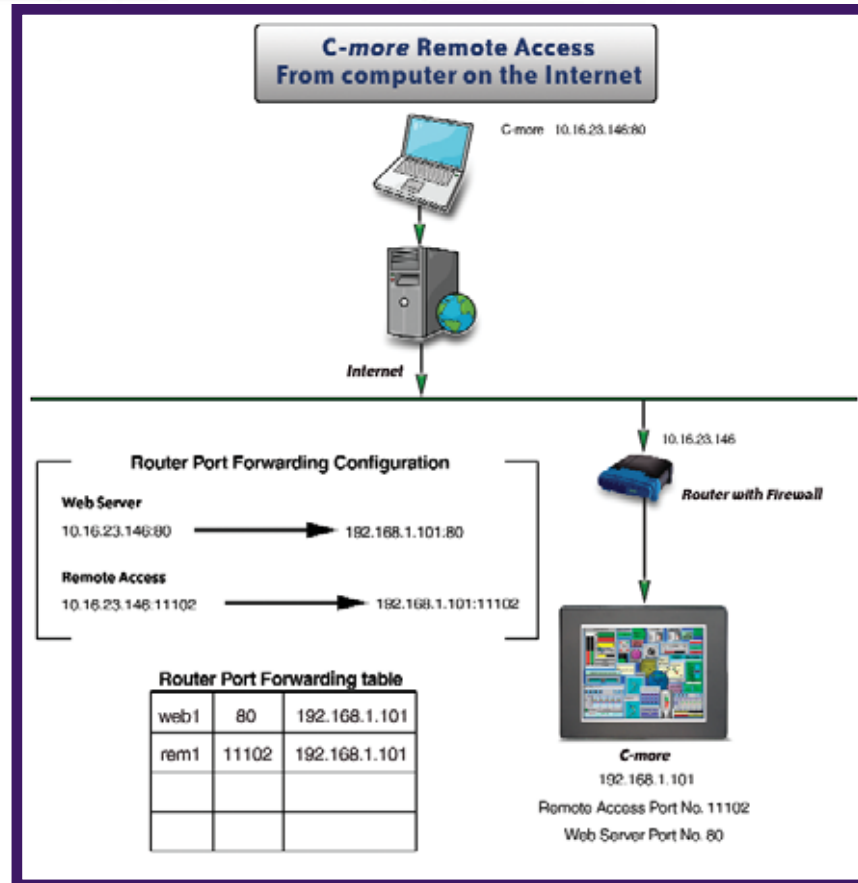 C-more Remote Access
From computer on the Internet
C-more 10.16.23.146:80
Internet
10.16.23.146
Router with Firewall
Router Port Forwarding Configuration
Web Server
10.16.23.146:80 192.168.1.101:80
Remote Access
10.16.23.146:11102 192.168.1.101:11102
Router Port Forwarding table
web1 80 192.168.1.101
rem1 11102 192.168.1.101
C-more
192.168.1.101
Remote Access Port No. 11102
Web Server Port No. 80